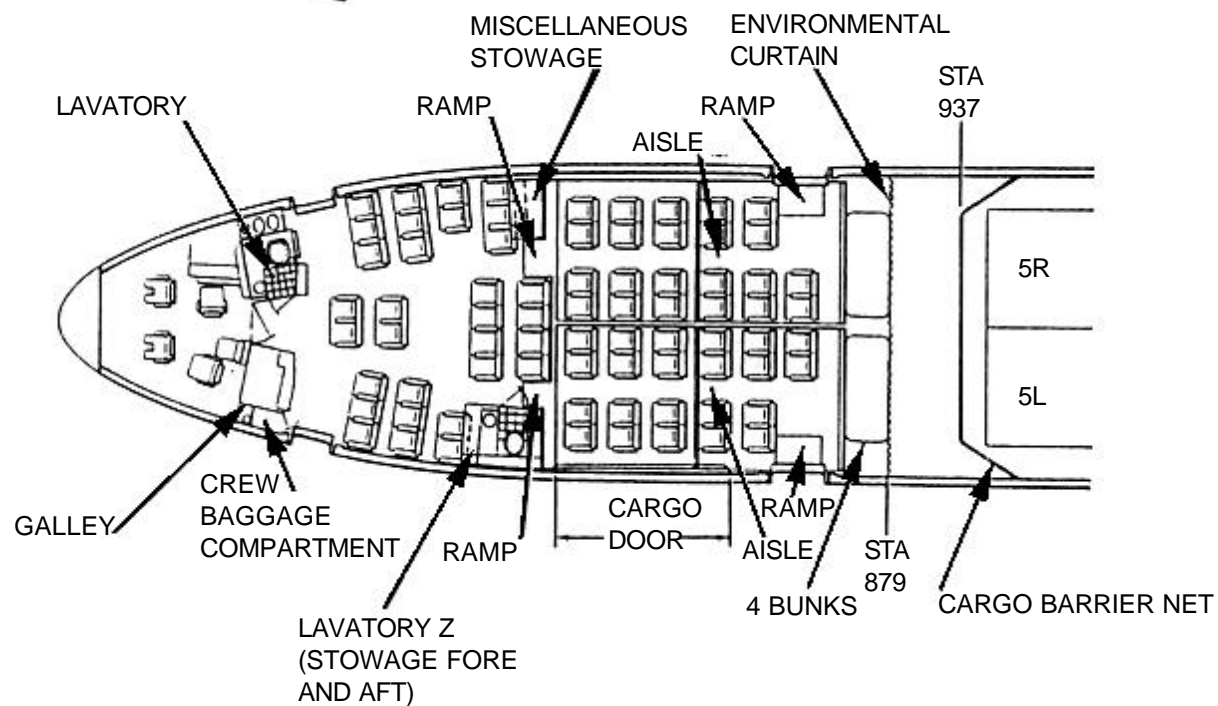 MISCELLANEOUS
STOWAGE
ENVIRONMENTAL
CURTAIN
STA
937
LAVATORY
RAMP
RAMP
AISLE
5R
5L
GALLEY
CREW
BAGGAGE
COMPARTMENT
RAMP
CARGO
DOOR
RAMP
AISLE
STA
879
4 BUNKS
CARGO BARRIER NET
LAVATORY Z
(STOWAGE FORE
AND AFT)